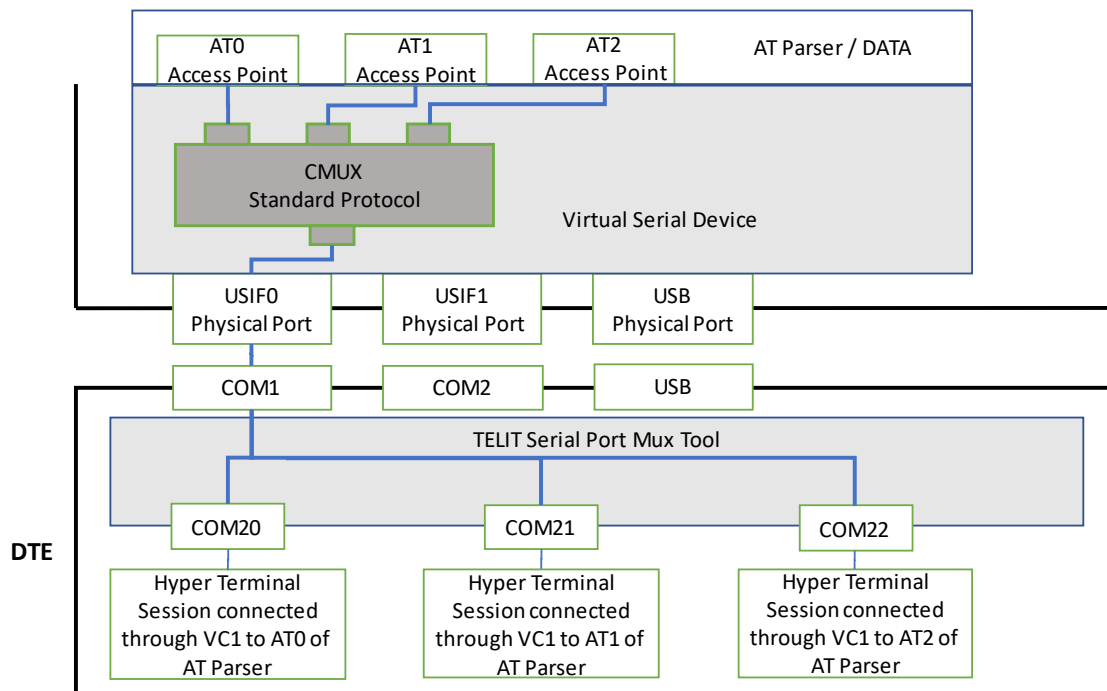 AT0
Access Point
AT1
Access Point
AT2
Access Point
AT Parser / DATA
CMUX
Standard Protocol
Virtual Serial Device
USIF0
Physical Port
USIF1
Physical Port
USB
Physical Port
COM1
COM2
USB
TELIT Serial Port Mux Tool
COM20
COM21
COM22
DTE
Hyper Terminal
Session connected
through VC1 to AT0 of
AT Parser
Hyper Terminal
Session connected
through VC1 to AT1 of
AT Parser
Hyper Terminal
Session connected
through VC1 to AT2 of
AT Parser